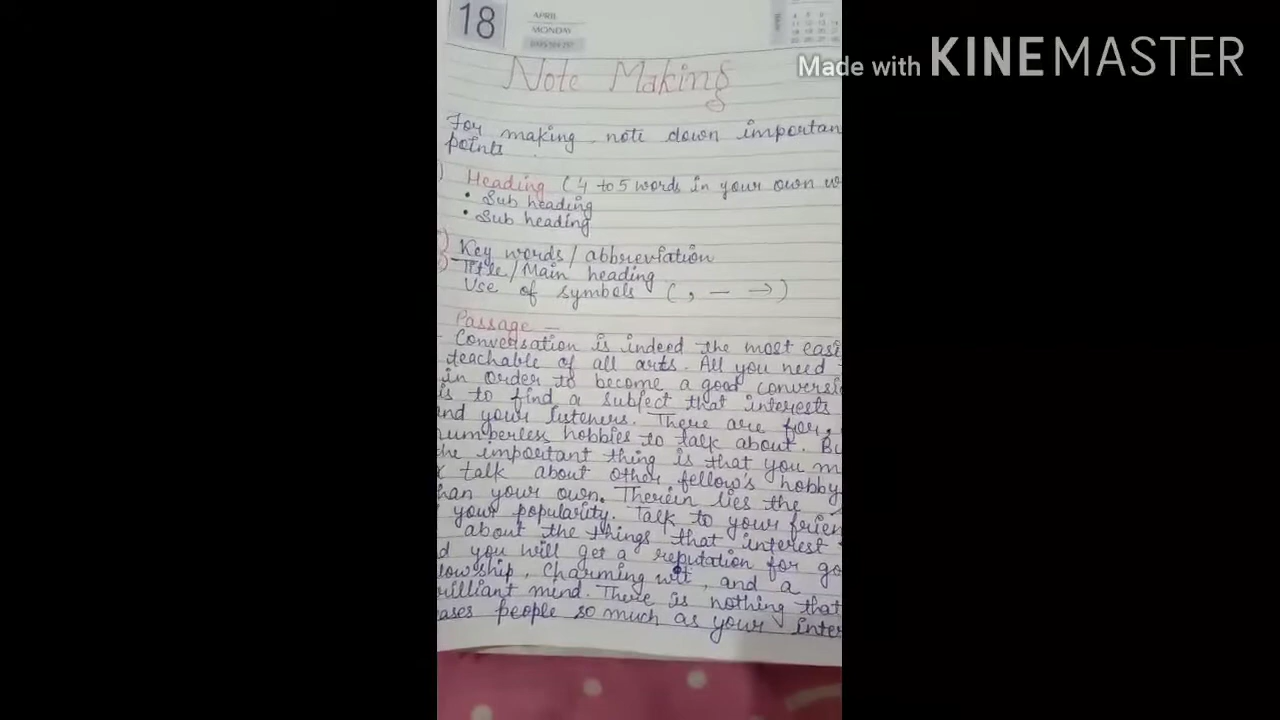 18
APRIL
MONDAY
Made with KINEMASTER
Note Making
For making note down importan
points
Heading (4 to 5 words in your own w
• Sub heading
• Sub heading
Key words / abbreviation
Title / Main heading
Use of symbols ( , — → )
Passage –
Conversation is indeed the most easi
teachable of all arts. All you need
in order to become a good conversa
is to find a subject that interests
and your listeners. There are for,
numberless hobbies to talk about. Bu
the important thing is that you m
talk about other fellow's hobby
han your own. Therein lies the
your popularity. Talk to your frien
about the things that interest
d you will get a reputation for go
lowship, charming wit, and a
rilliant mind. There is nothing that
ases people so much as your inter